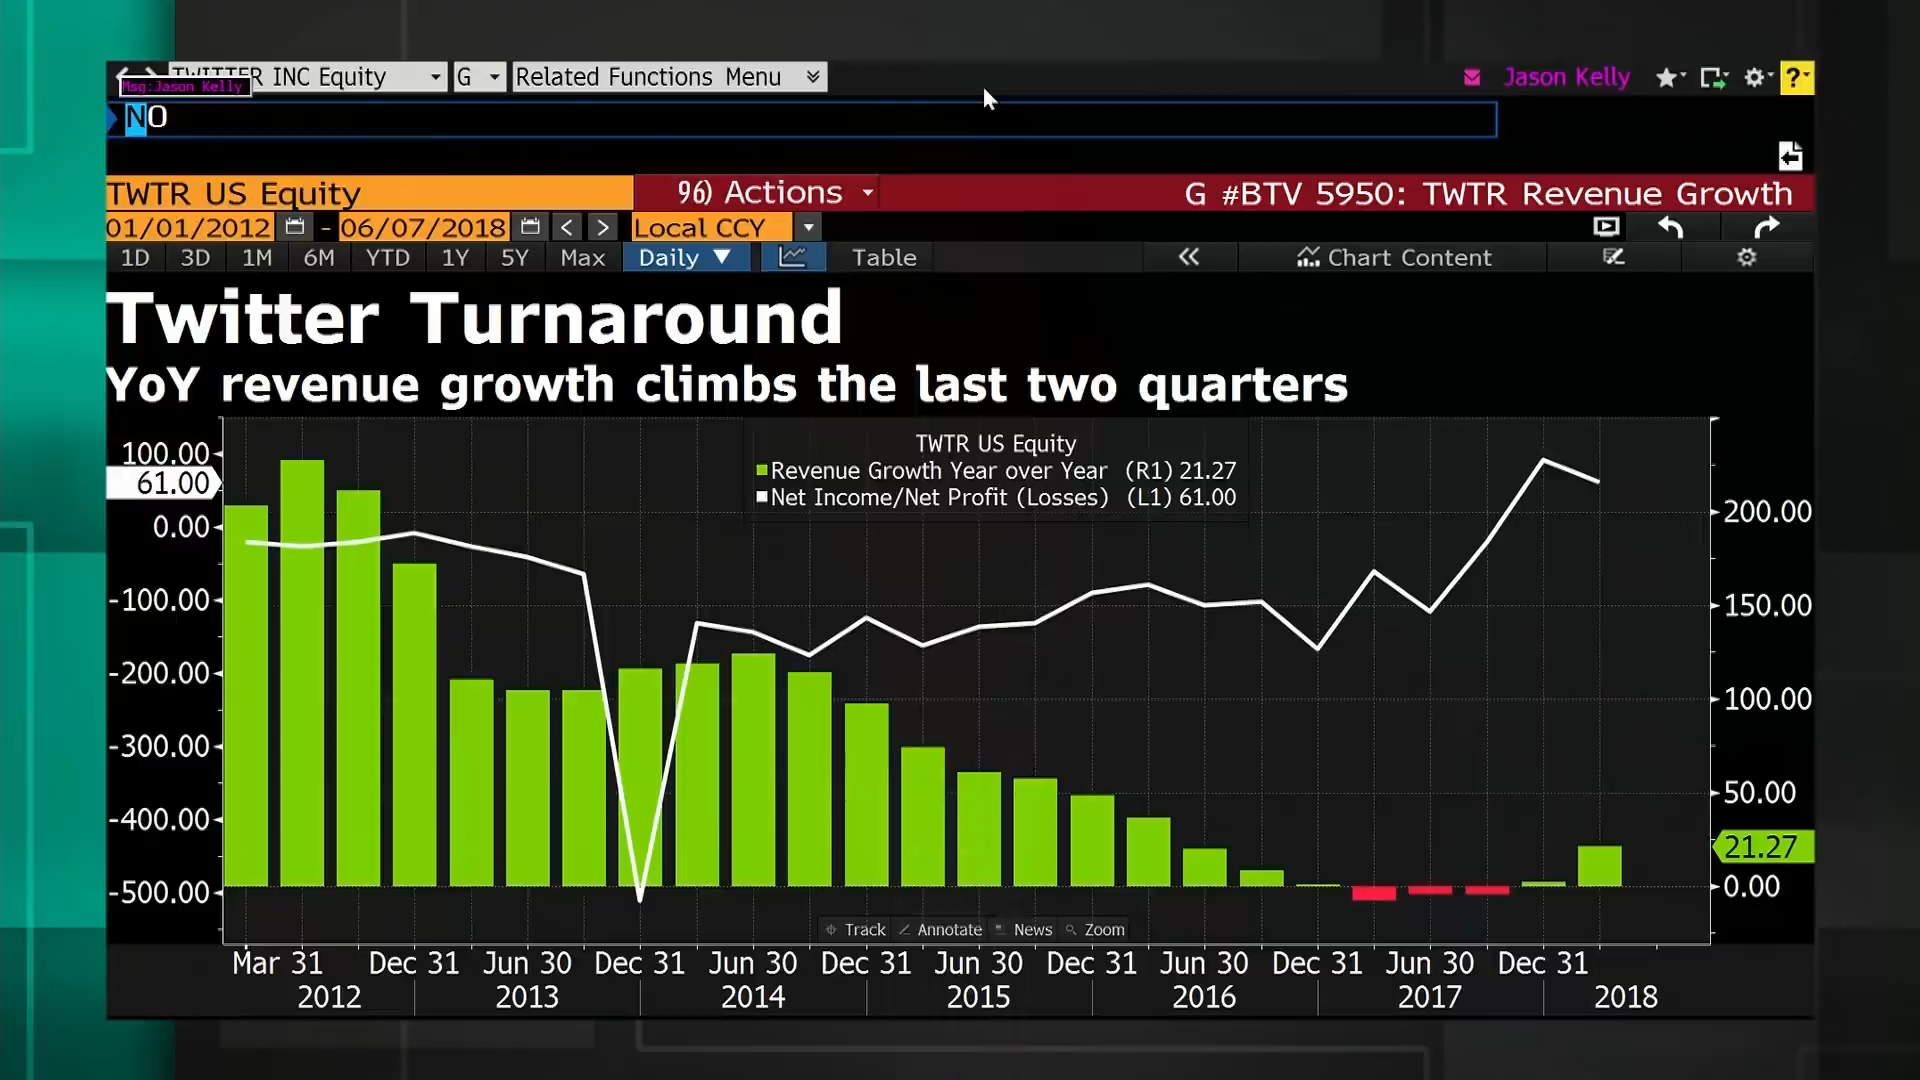 TWITTER INC Equity G Related Functions Menu Jason Kelly ?
Msg:Jason Kelly
NO
TWTR US Equity 96) Actions G #BTV 5950: TWTR Revenue Growth
01/01/2012 - 06/07/2018 < > Local CCY
1D 3D 1M 6M YTD 1Y 5Y Max Daily ▼ Table « Chart Content
Twitter Turnaround
YoY revenue growth climbs the last two quarters
TWTR US Equity
Revenue Growth Year over Year (R1) 21.27
Net Income/Net Profit (Losses) (L1) 61.00
100.00
61.00
0.00
-100.00
-200.00
-300.00
-400.00
-500.00
200.00
150.00
100.00
50.00
21.27
0.00
Track Annotate News Zoom
Mar 31 Dec 31 Jun 30 Dec 31 Jun 30 Dec 31 Jun 30 Dec 31 Jun 30 Dec 31 Jun 30 Dec 31
2012 2013 2014 2015 2016 2017 2018